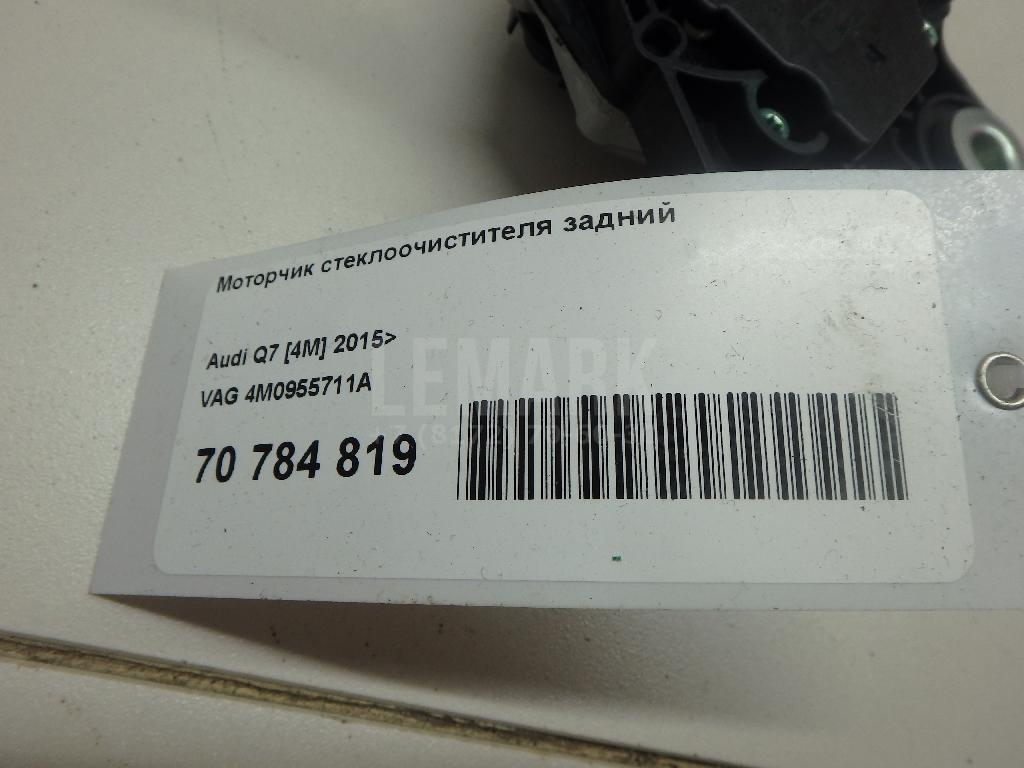 Моторчик стеклоочистителя задний
Audi Q7 [4M] 2015>
VAG 4M0955711A
LEMARK
70 784 819